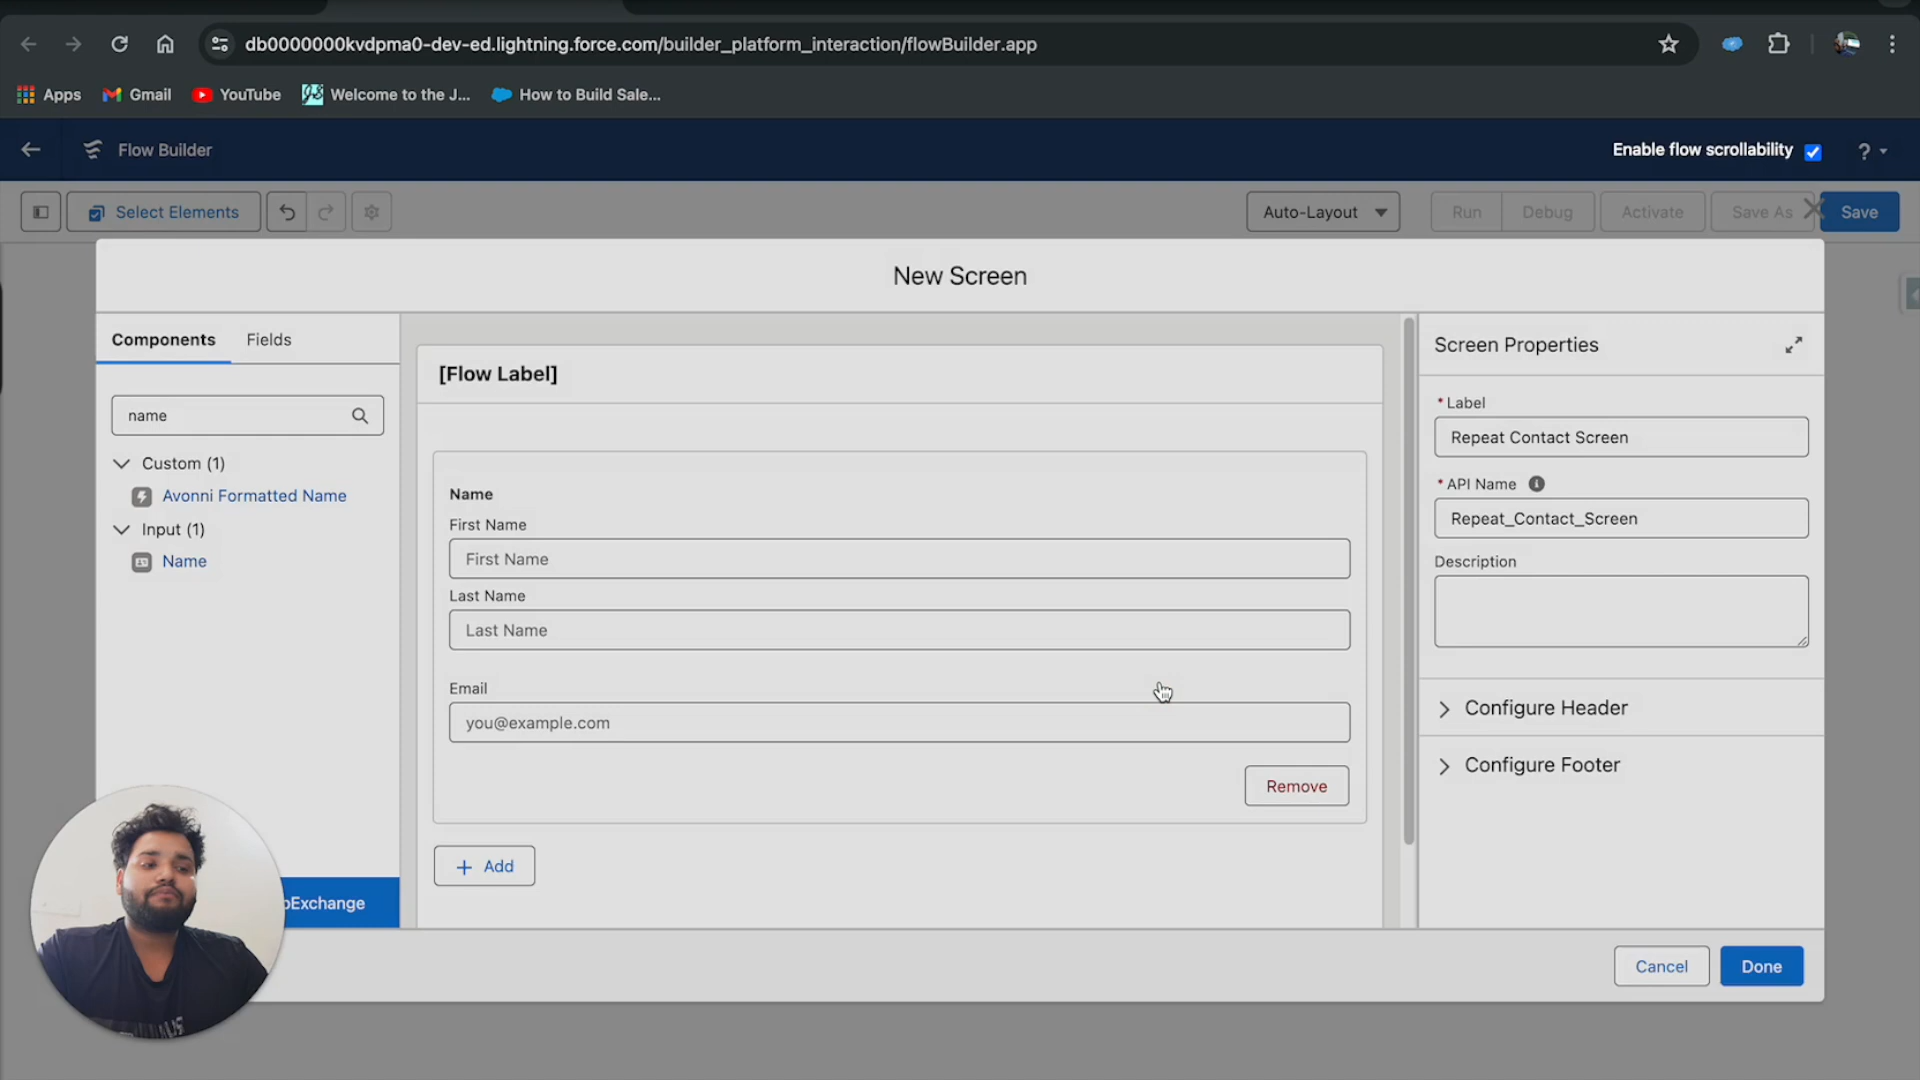 db0000000kvdpma0-dev-ed.lightning.force.com/builder_platform_interaction/flowBuilder.app
Apps
Gmail
YouTube
Welcome to the J...
How to Build Sale...
Flow Builder
Enable flow scrollability
?
Select Elements
Auto-Layout
Run
Debug
Activate
Save As
Save
New Screen
Components
Fields
name
Custom (1)
Avonni Formatted Name
Input (1)
Name
[Flow Label]
Name
First Name
First Name
Last Name
Last Name
Email
you@example.com
Remove
+ Add
Screen Properties
* Label
Repeat Contact Screen
* API Name
Repeat_Contact_Screen
Description
Configure Header
Configure Footer
Cancel
Done